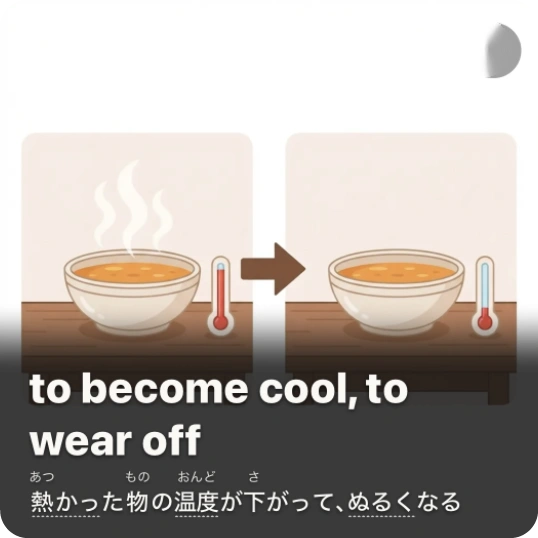 to become cool, to
wear off
あつ もの おんど さ
熱かった物の温度が下がって、ぬるくなる